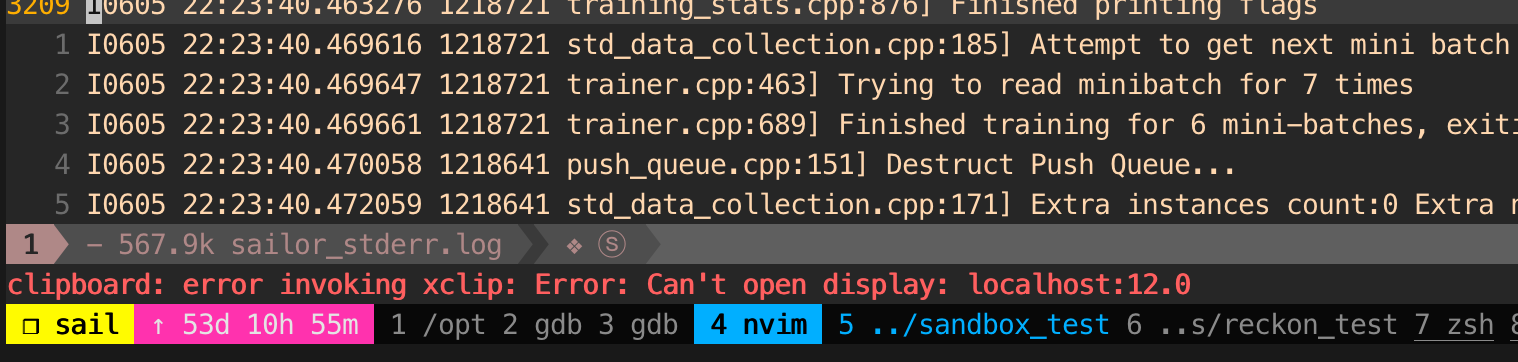 3209 I0605 22:23:40.463276 1218721 training_stats.cpp:876] Finished printing flags
1 I0605 22:23:40.469616 1218721 std_data_collection.cpp:185] Attempt to get next mini batch
2 I0605 22:23:40.469647 1218721 trainer.cpp:463] Trying to read minibatch for 7 times
3 I0605 22:23:40.469661 1218721 trainer.cpp:689] Finished training for 6 mini-batches, exiti
4 I0605 22:23:40.470058 1218641 push_queue.cpp:151] Destruct Push Queue...
5 I0605 22:23:40.472059 1218641 std_data_collection.cpp:171] Extra instances count:0 Extra
1 – 567.9k sailor_stderr.log ❖ ⓢ
clipboard: error invoking xclip: Error: Can't open display: localhost:12.0
❐ sail ↑ 53d 10h 55m 1 /opt 2 gdb 3 gdb 4 nvim 5 ../sandbox_test 6 ..s/reckon_test 7 zsh